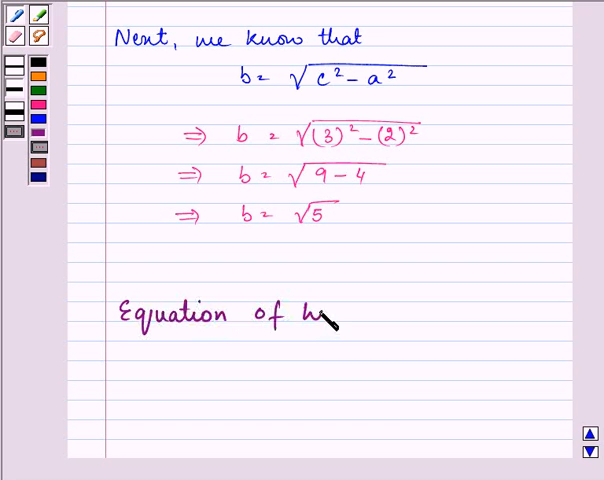 Next, we know that
b = √c² - a²
⇒ b = √(3)² - (2)²
⇒ b = √9 - 4
⇒ b = √5
Equation of h